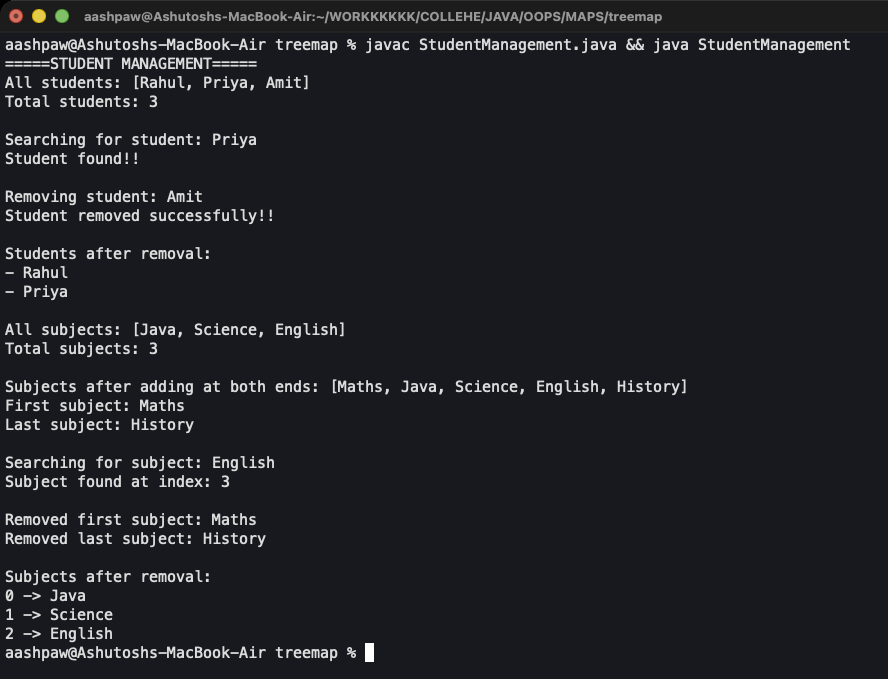 aashpaw@Ashutoshs-MacBook-Air:~/WORKKKKKK/COLLEHE/JAVA/OOPS/MAPS/treemap
aashpaw@Ashutoshs-MacBook-Air treemap % javac StudentManagement.java && java StudentManagement
=====STUDENT MANAGEMENT=====
All students: [Rahul, Priya, Amit]
Total students: 3

Searching for student: Priya
Student found!!

Removing student: Amit
Student removed successfully!!

Students after removal:
- Rahul
- Priya

All subjects: [Java, Science, English]
Total subjects: 3

Subjects after adding at both ends: [Maths, Java, Science, English, History]
First subject: Maths
Last subject: History

Searching for subject: English
Subject found at index: 3

Removed first subject: Maths
Removed last subject: History

Subjects after removal:
0 -> Java
1 -> Science
2 -> English
aashpaw@Ashutoshs-MacBook-Air treemap %